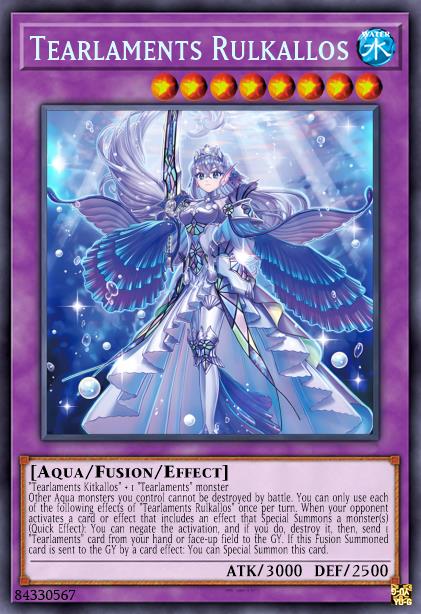 TEARLAMENTS RULKALLOS
WATER
水
[AQUA/FUSION/EFFECT]
"Tearlaments Kitkallos" + 1 "Tearlaments" monster
Other Aqua monsters you control cannot be destroyed by battle. You can only use each
of the following effects of "Tearlaments Rulkallos" once per turn. When your opponent
activates a card or effect that includes an effect that Special Summons a monster(s)
(Quick Effect): You can negate the activation, and if you do, destroy it, then, send 1
"Tearlaments" card from your hand or face-up field to the GY. If this Fusion Summoned
card is sent to the GY by a card effect: You can Special Summon this card.
ATK/3000 DEF/2500
84330567